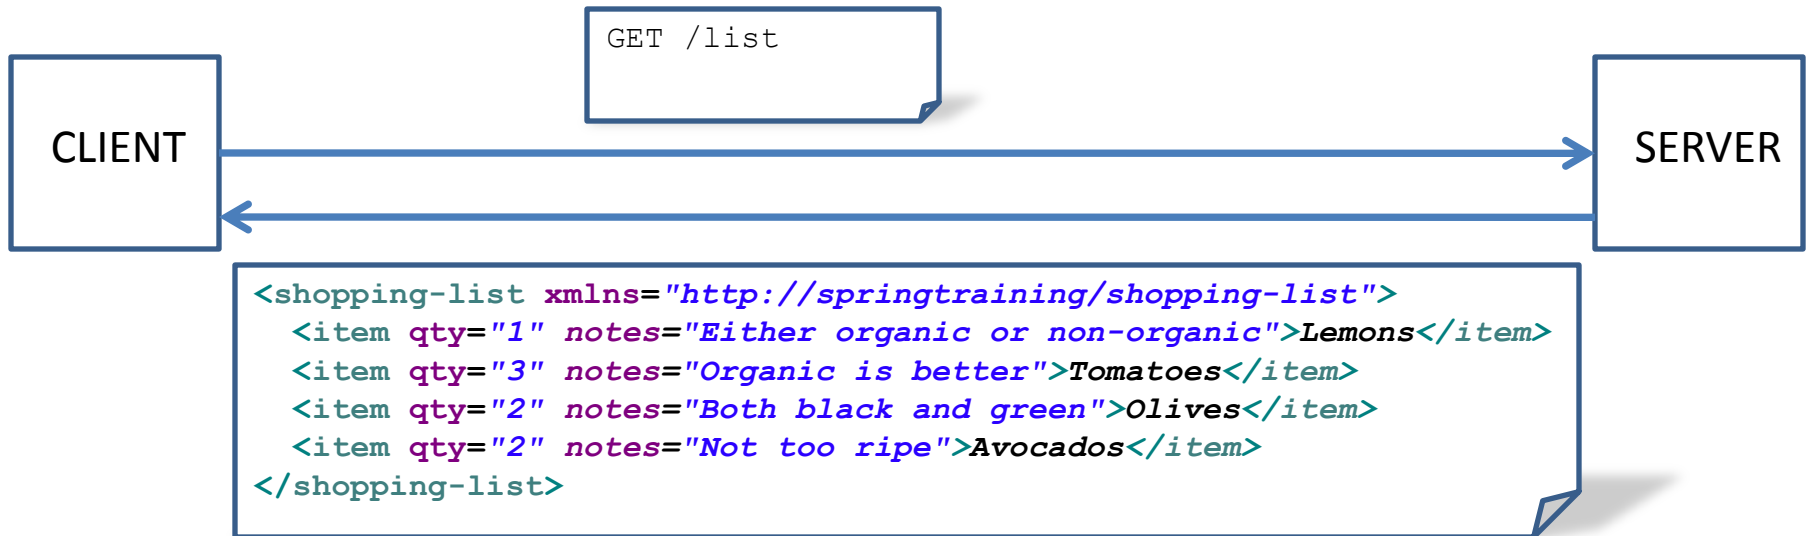 GET /list
CLIENT
SERVER
<shopping-list xmlns="http://springtraining/shopping-list">
  <item qty="1" notes="Either organic or non-organic">Lemons</item>
  <item qty="3" notes="Organic is better">Tomatoes</item>
  <item qty="2" notes="Both black and green">Olives</item>
  <item qty="2" notes="Not too ripe">Avocados</item>
</shopping-list>